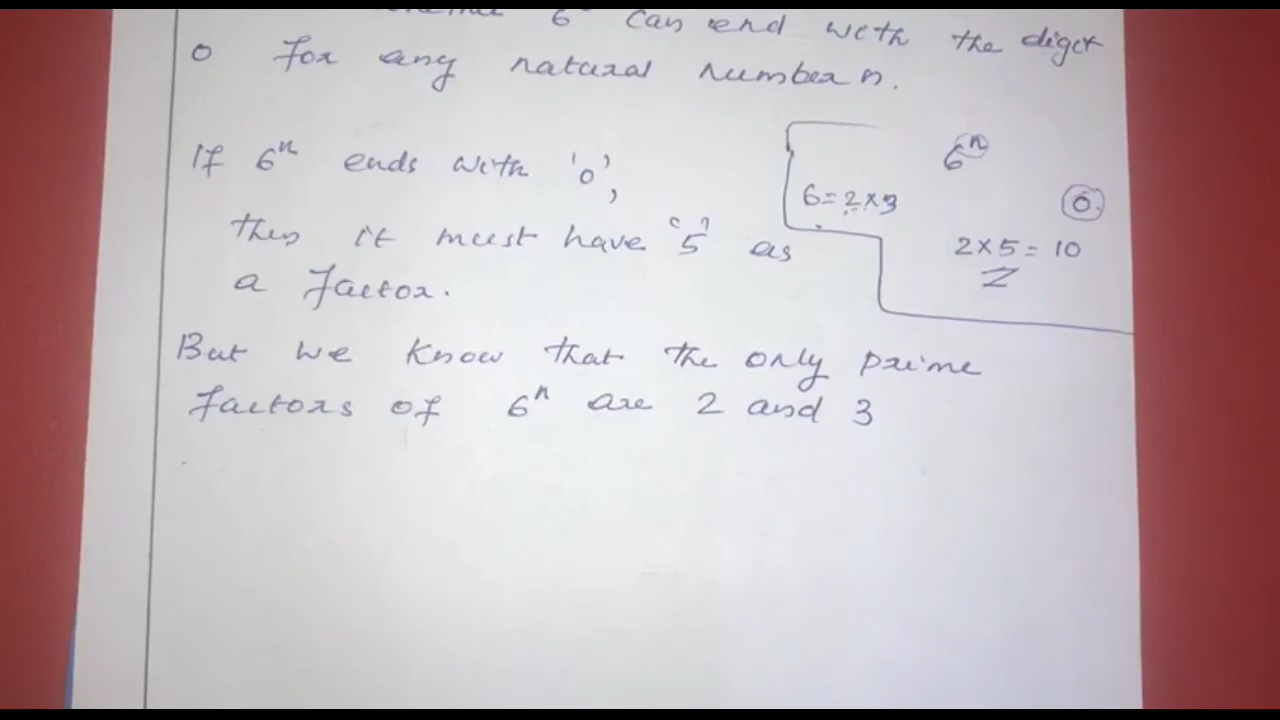 6 can end with the digit
0 for any natural number n.
If 6ⁿ ends with '0',
then it must have '5' as
a factor.
But we know that the only prime
factors of 6ⁿ are 2 and 3
6ⁿ
6=2×3
0
2×5=10